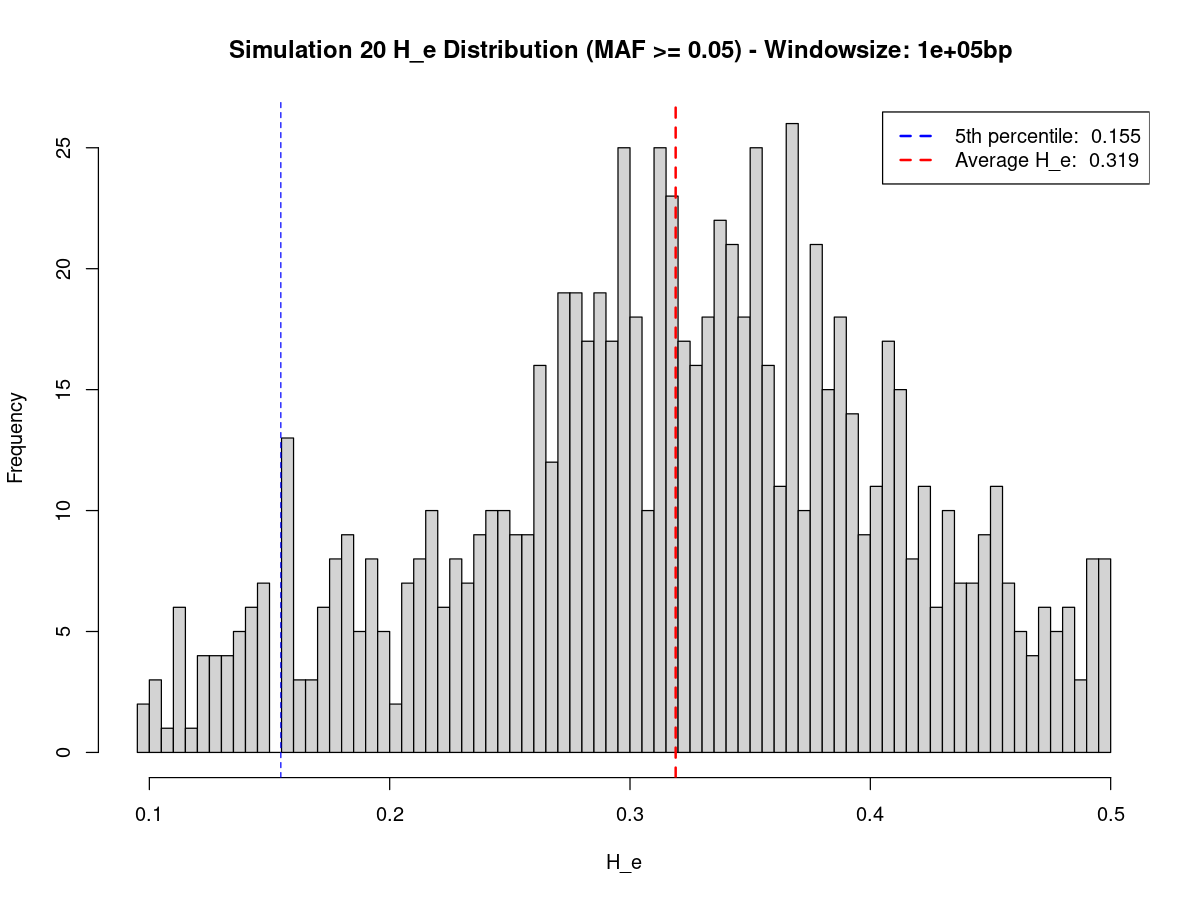 Simulation 20 H_e Distribution (MAF >= 0.05) - Windowsize: 1e+05bp
5th percentile:  0.155
Average H_e:  0.319
Frequency
25
20
15
10
5
0
0.1 0.2 0.3 0.4 0.5
H_e